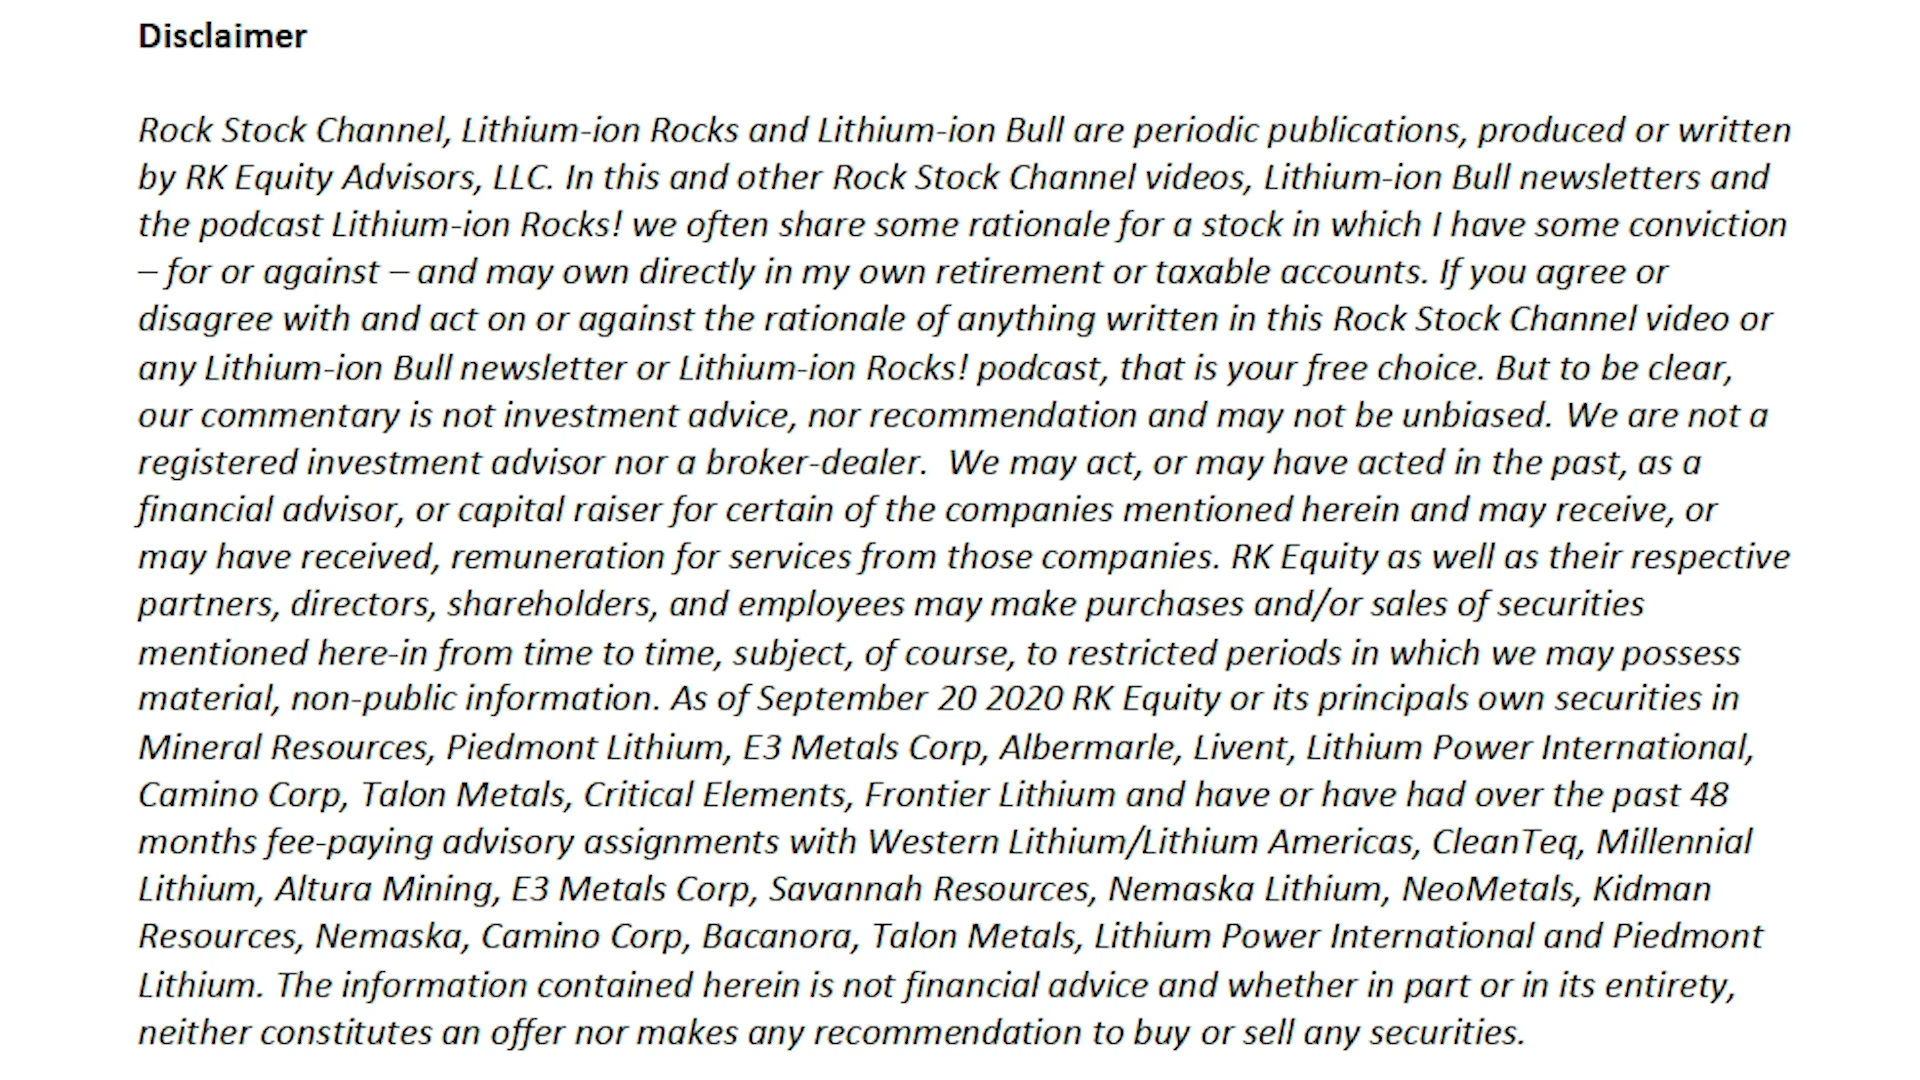 Disclaimer
Rock Stock Channel, Lithium-ion Rocks and Lithium-ion Bull are periodic publications, produced or written
by RK Equity Advisors, LLC. In this and other Rock Stock Channel videos, Lithium-ion Bull newsletters and
the podcast Lithium-ion Rocks! we often share some rationale for a stock in which I have some conviction
– for or against – and may own directly in my own retirement or taxable accounts. If you agree or
disagree with and act on or against the rationale of anything written in this Rock Stock Channel video or
any Lithium-ion Bull newsletter or Lithium-ion Rocks! podcast, that is your free choice. But to be clear,
our commentary is not investment advice, nor recommendation and may not be unbiased. We are not a
registered investment advisor nor a broker-dealer.  We may act, or may have acted in the past, as a
financial advisor, or capital raiser for certain of the companies mentioned herein and may receive, or
may have received, remuneration for services from those companies. RK Equity as well as their respective
partners, directors, shareholders, and employees may make purchases and/or sales of securities
mentioned here-in from time to time, subject, of course, to restricted periods in which we may possess
material, non-public information. As of September 20 2020 RK Equity or its principals own securities in
Mineral Resources, Piedmont Lithium, E3 Metals Corp, Albermarle, Livent, Lithium Power International,
Camino Corp, Talon Metals, Critical Elements, Frontier Lithium and have or have had over the past 48
months fee-paying advisory assignments with Western Lithium/Lithium Americas, CleanTeq, Millennial
Lithium, Altura Mining, E3 Metals Corp, Savannah Resources, Nemaska Lithium, NeoMetals, Kidman
Resources, Nemaska, Camino Corp, Bacanora, Talon Metals, Lithium Power International and Piedmont
Lithium. The information contained herein is not financial advice and whether in part or in its entirety,
neither constitutes an offer nor makes any recommendation to buy or sell any securities.